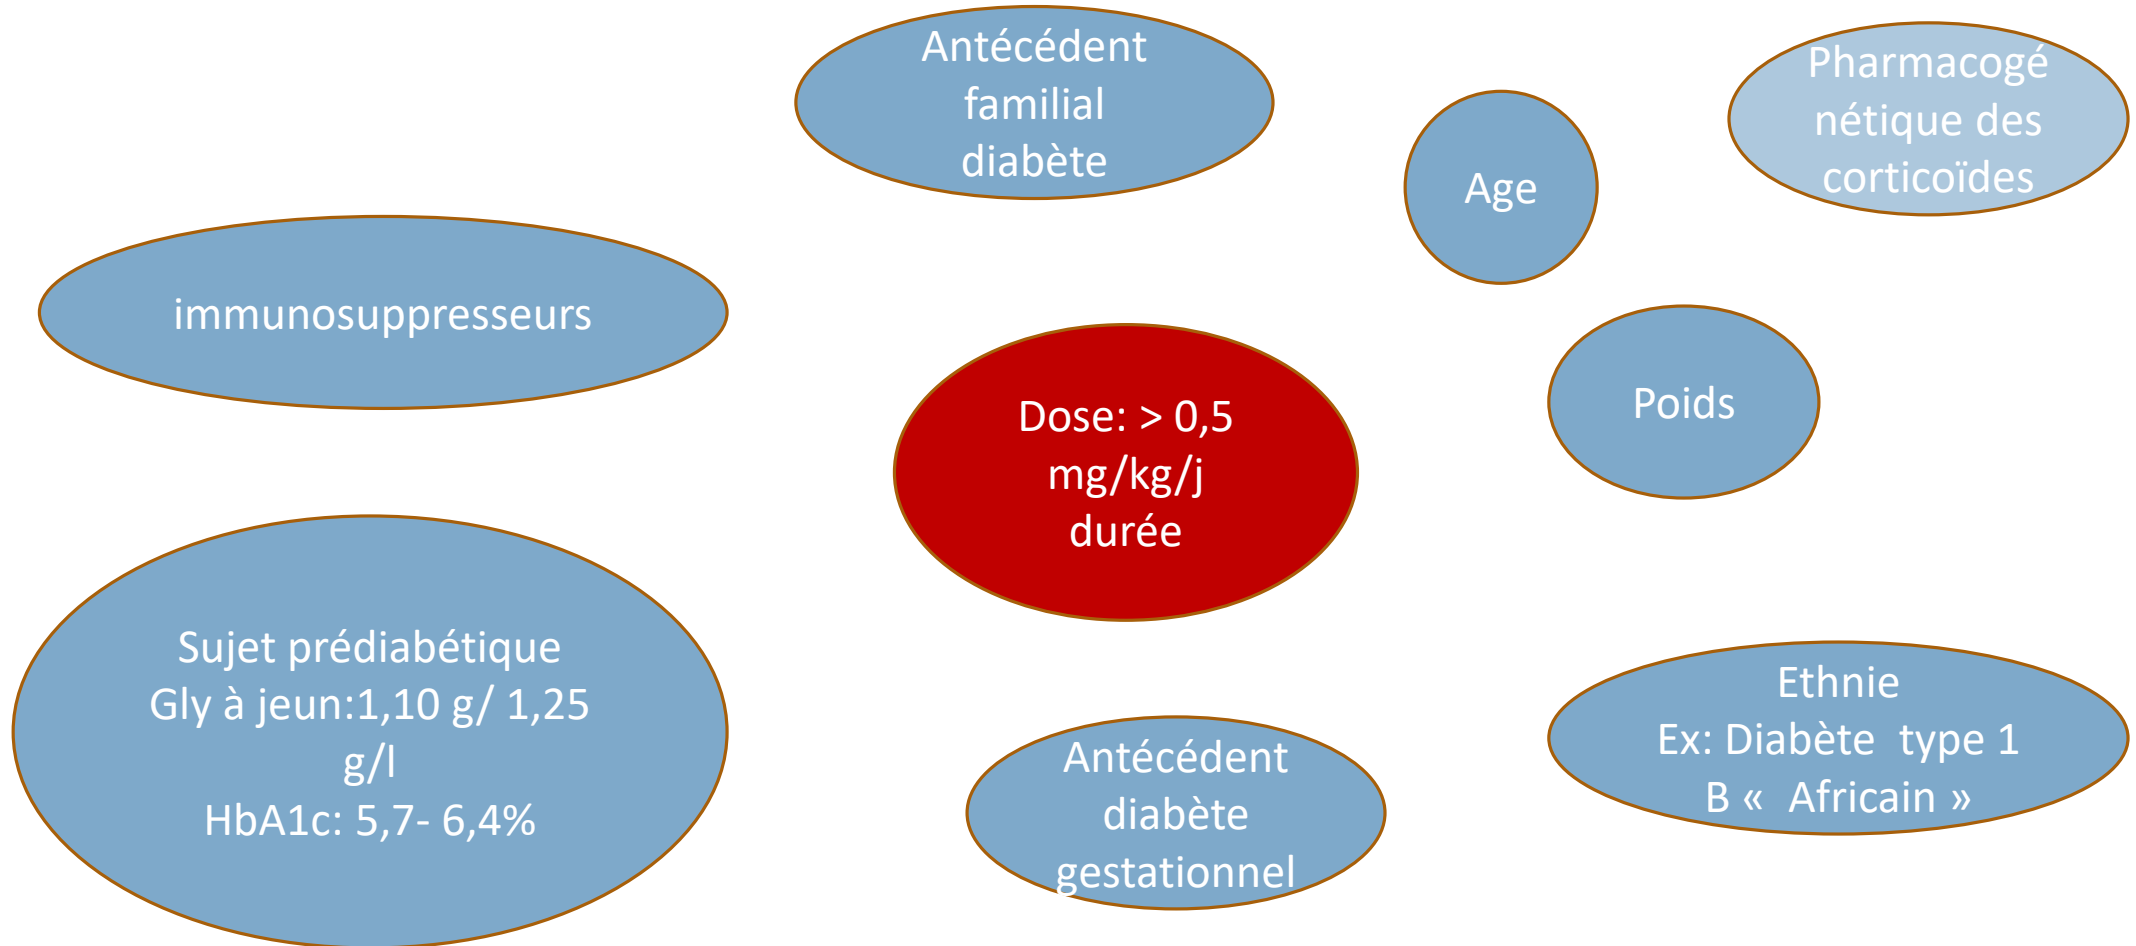 Antécédent
familial
diabète
Pharmacogé
nétique des
corticoïdes
Age
immunosuppresseurs
Poids
Dose: > 0,5
mg/kg/j
durée
Sujet prédiabétique
Gly à jeun:1,10 g/ 1,25
g/l
HbA1c: 5,7- 6,4%
Antécédent
diabète
gestationnel
Ethnie
Ex: Diabète  type 1
B «  Africain »